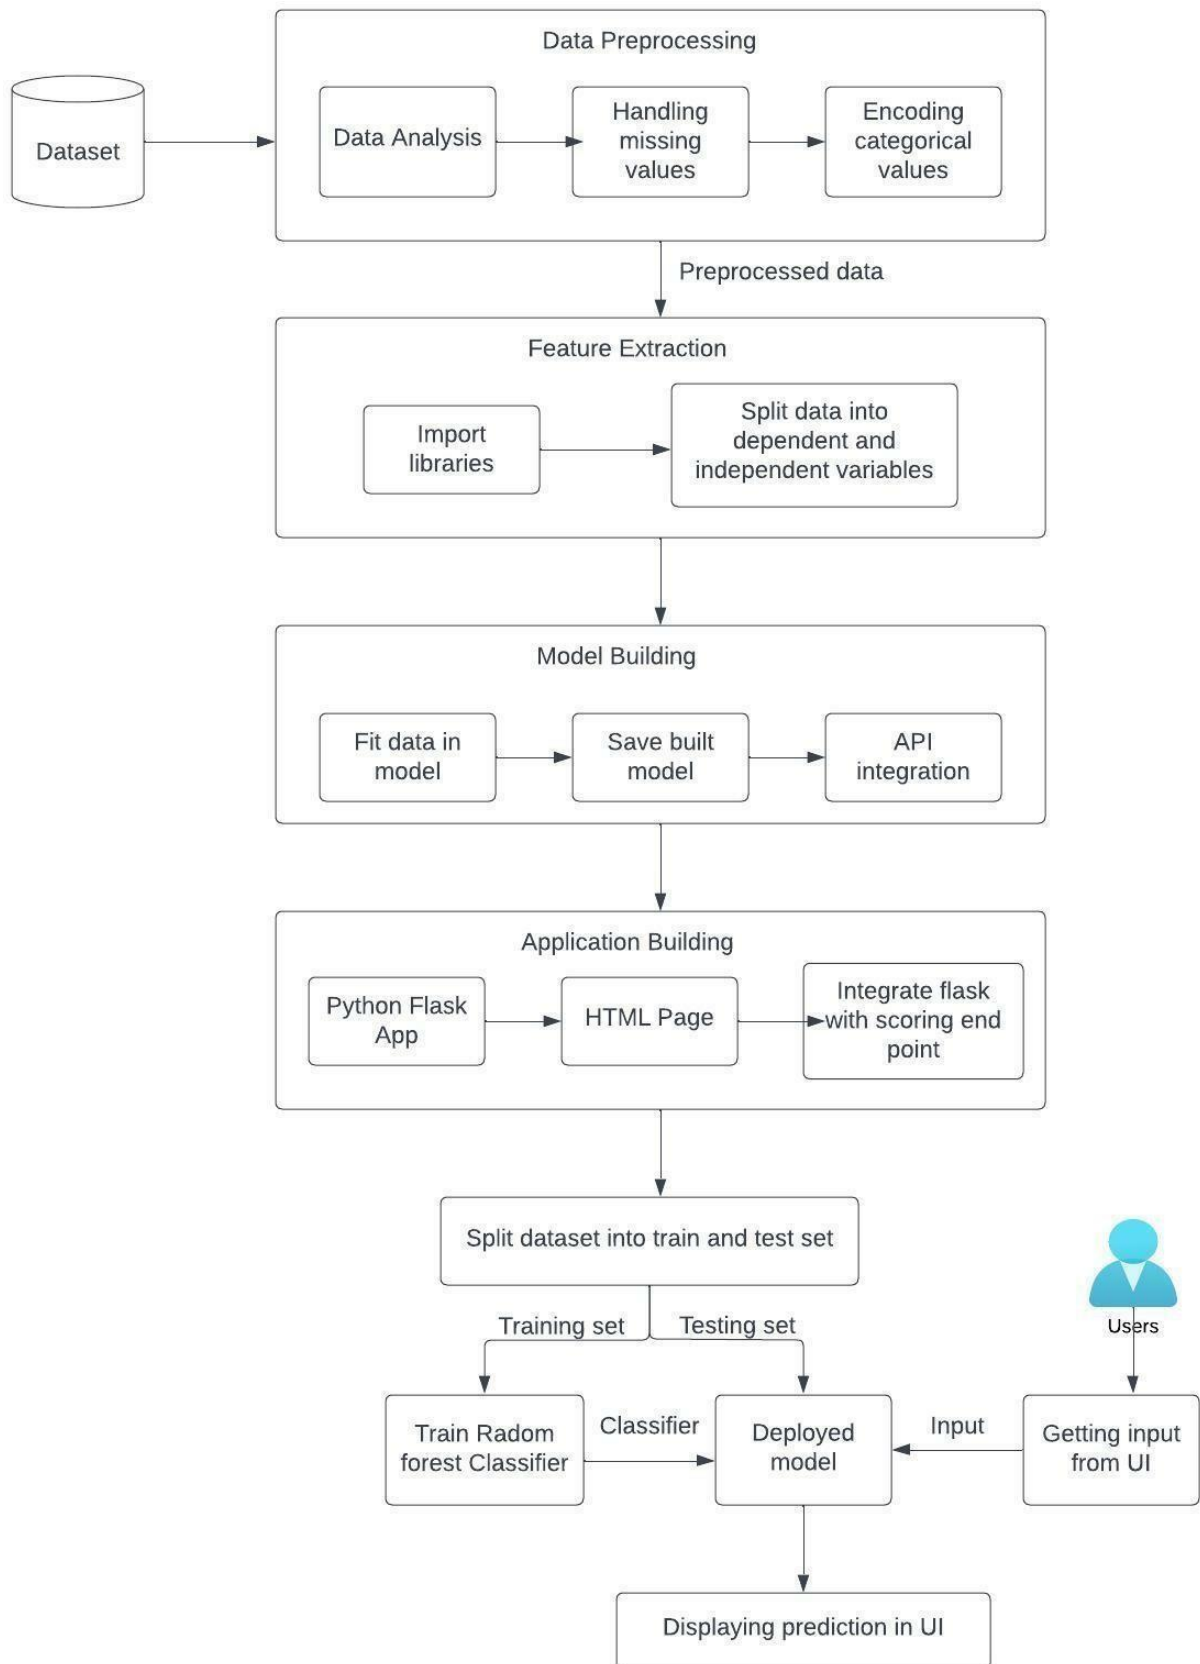 Data Preprocessing
Dataset
Data Analysis
Handling
missing
values
Encoding
categorical
values
Preprocessed data
Feature Extraction
Import
libraries
Split data into
dependent and
independent variables
Model Building
Fit data in
model
Save built
model
API
integration
Application Building
Python Flask
App
HTML Page
Integrate flask
with scoring end
point
Split dataset into train and test set
Users
Training set
Testing set
Train Radom
forest Classifier
Classifier
Deployed
model
Input
Getting input
from UI
Displaying prediction in UI